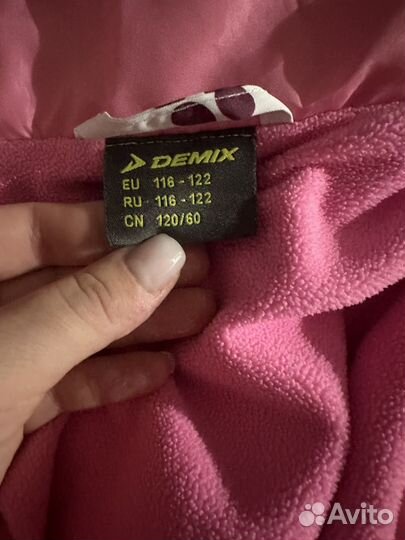 DEMIX
EU 116 - 122
RU 116 - 122
CN 120/60
Avito